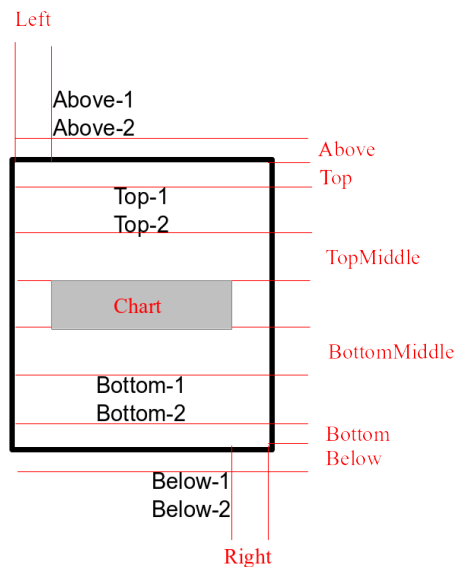 Left
Above-1
Above-2
Above
Top
Top-1
Top-2
TopMiddle
Chart
BottomMiddle
Bottom-1
Bottom-2
Bottom
Below
Below-1
Below-2
Right